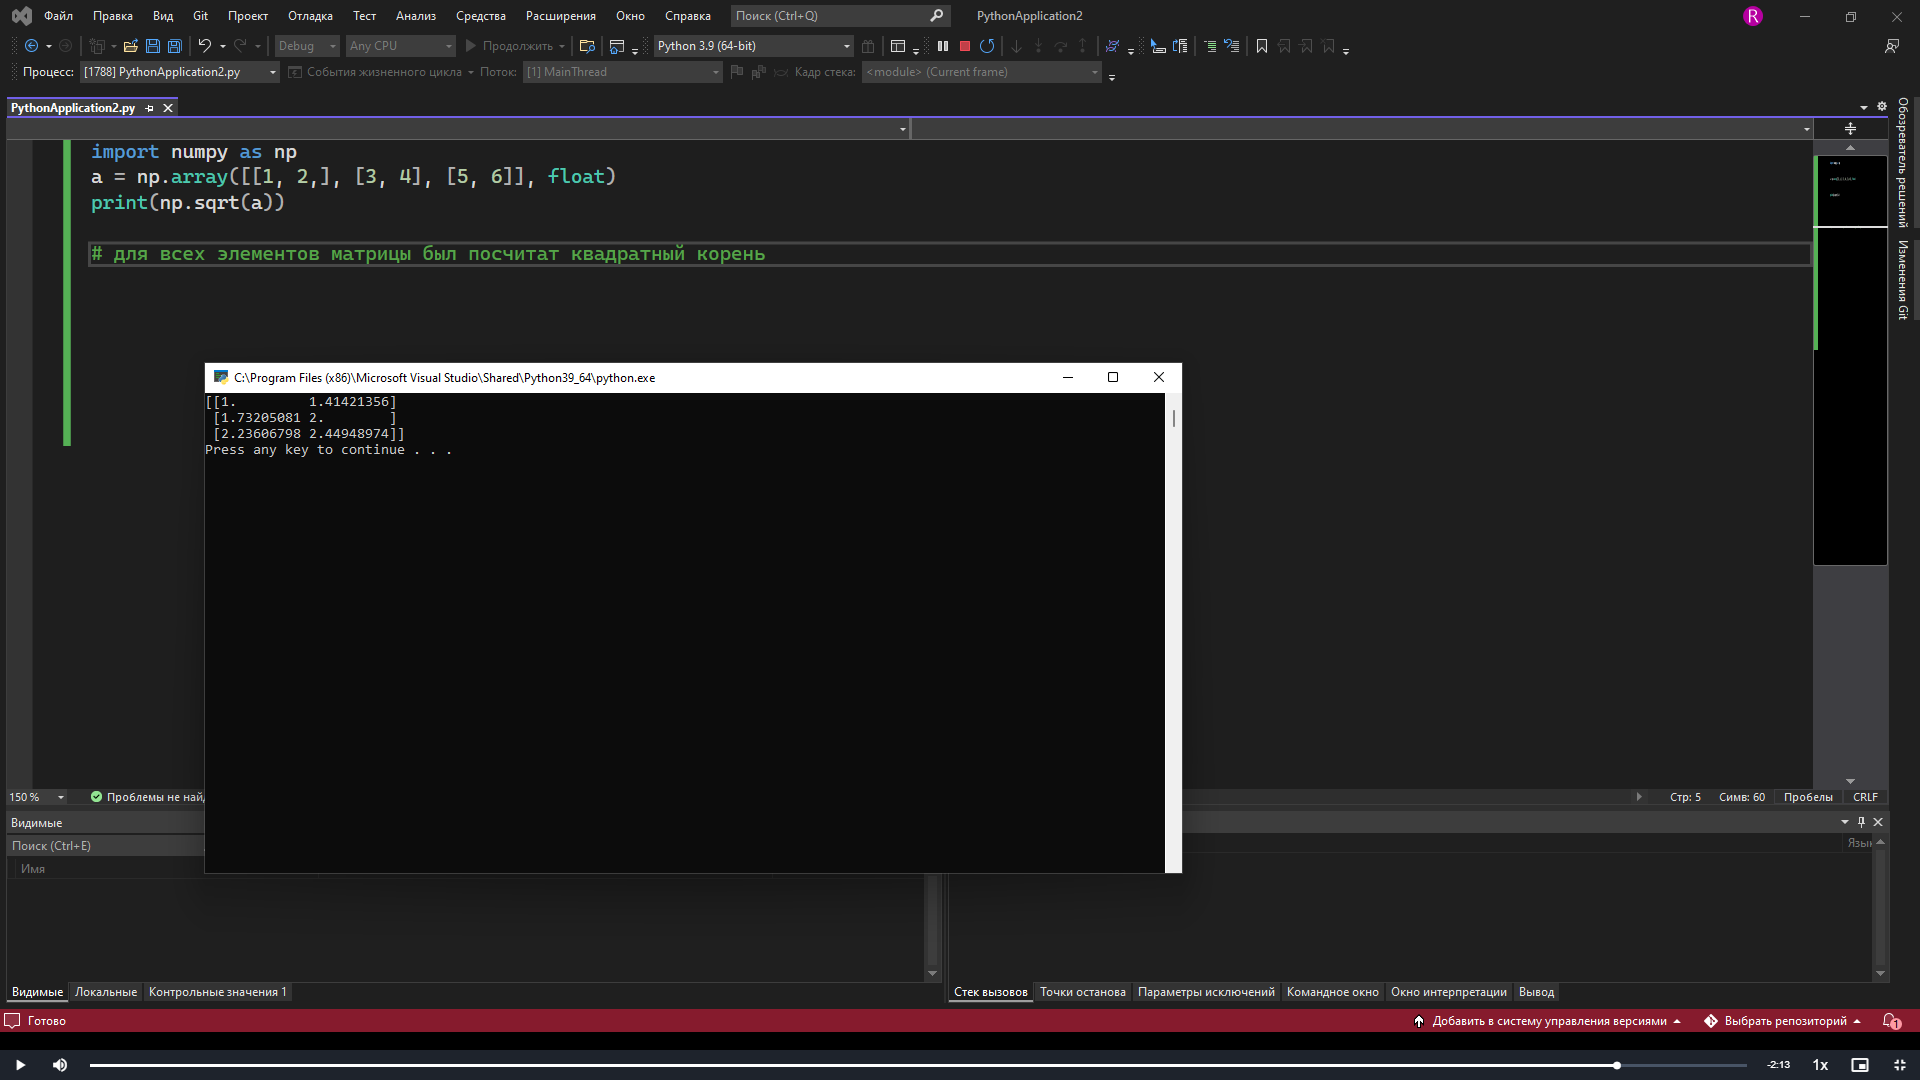 Файл Правка Вид Git Проект Отладка Тест Анализ Средства Расширения Окно Справка Поиск (Ctrl+Q) PythonApplication2 R
Debug Any CPU Продолжить Python 3.9 (64-bit)
Процесс: [1788] PythonApplication2.py События жизненного цикла Поток: [1] MainThread Кадр стека: <module> (Current frame)
PythonApplication2.py
Обозреватель решений
Изменения Git
import numpy as np
a = np.array([[1, 2,], [3, 4], [5, 6]], float)
print(np.sqrt(a))
# для всех элементов матрицы был посчитат квадратный корень
C:\Program Files (x86)\Microsoft Visual Studio\Shared\Python39_64\python.exe
[[1.         1.41421356]
 [1.73205081 2.        ]
 [2.23606798 2.44948974]]
Press any key to continue . . .
150 % Проблемы не най Стр: 5 Симв: 60 Пробелы CRLF
Видимые
Поиск (Ctrl+E)
Имя
Язык
Видимые Локальные Контрольные значения 1
Стек вызовов Точки останова Параметры исключений Командное окно Окно интерпретации Вывод
Готово Добавить в систему управления версиями Выбрать репозиторий 1
-2:13 1x